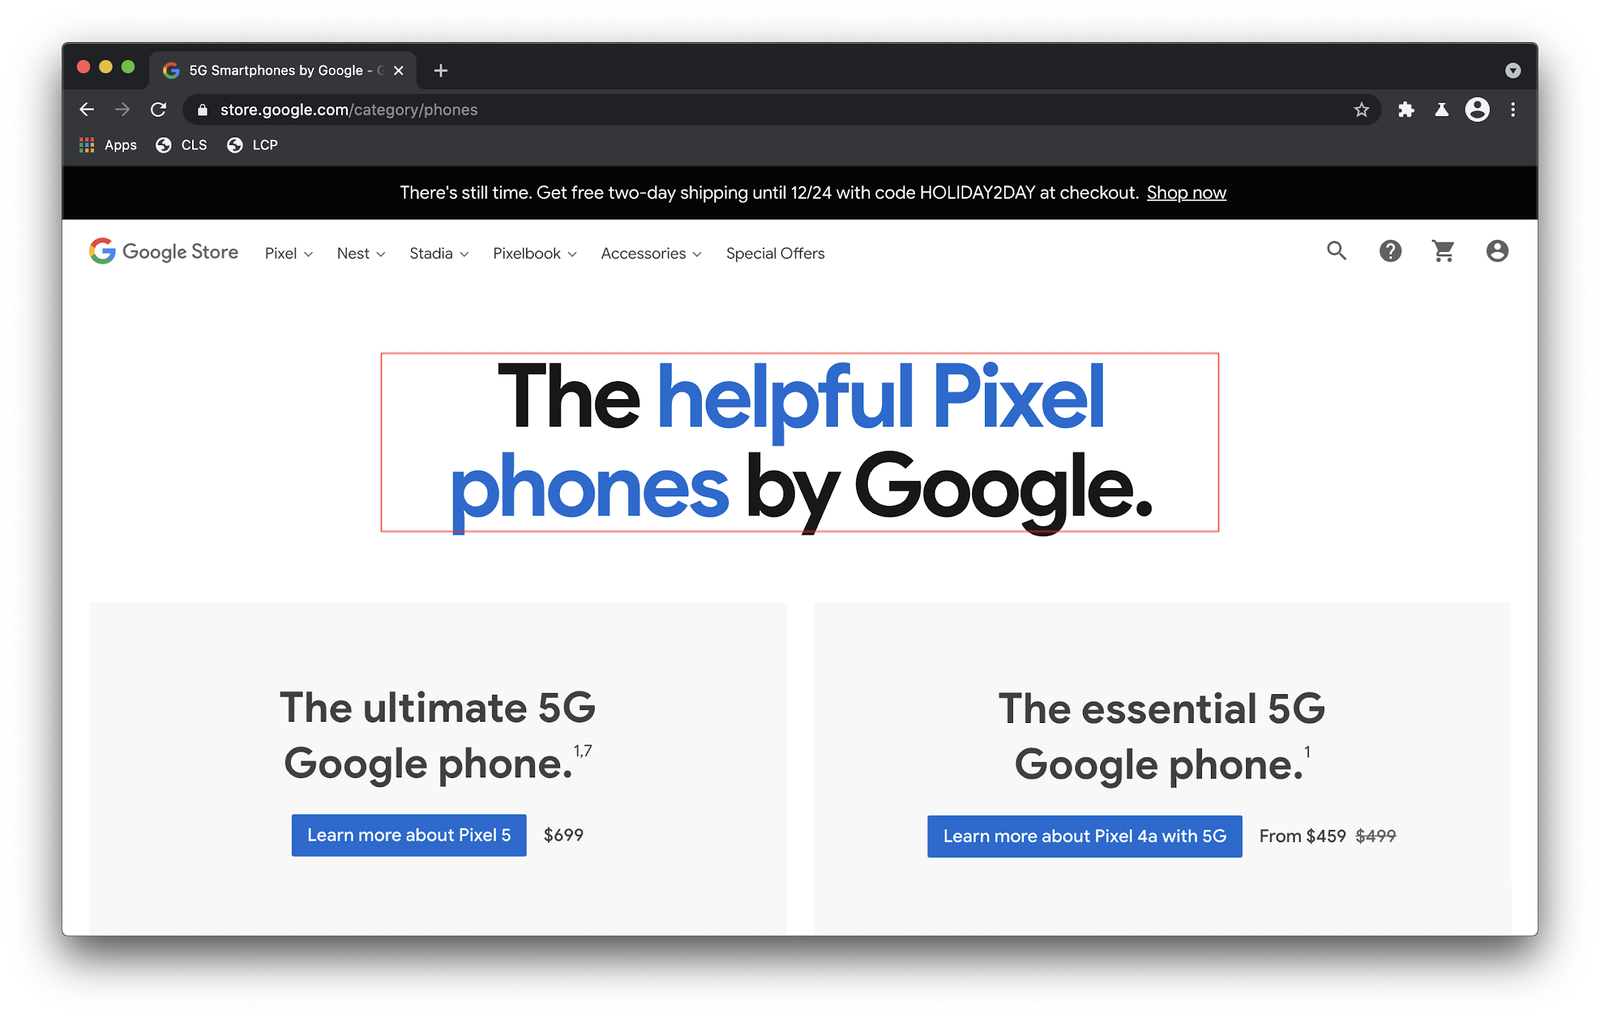 5G Smartphones by Google -
store.google.com/category/phones
Apps CLS LCP
There's still time. Get free two-day shipping until 12/24 with code HOLIDAY2DAY at checkout. Shop now
Google Store Pixel Nest Stadia Pixelbook Accessories Special Offers
The helpful Pixel
phones by Google.
The ultimate 5G
Google phone.1,7
Learn more about Pixel 5 $699
The essential 5G
Google phone.1
Learn more about Pixel 4a with 5G From $459 $499